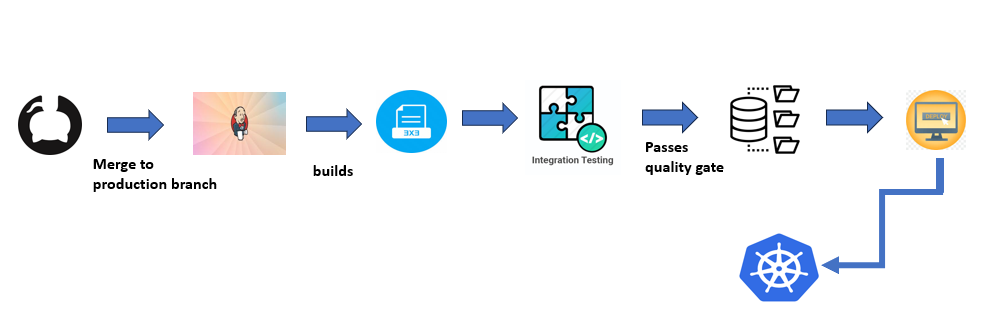 Merge to
production branch
builds
EXE
Integration Testing
Passes
quality gate
DEPLOY